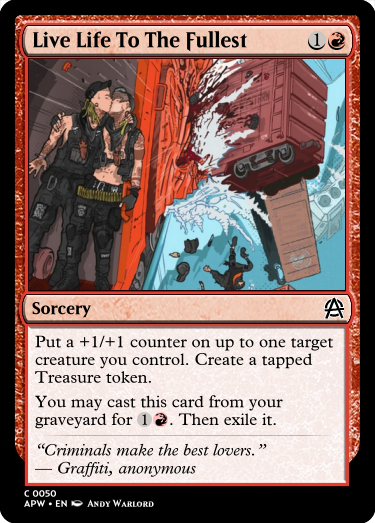 Live Life To The Fullest 1
Sorcery
Put a +1/+1 counter on up to one target
creature you control. Create a tapped
Treasure token.
You may cast this card from your
graveyard for 1 . Then exile it.
“Criminals make the best lovers.”
— Graffiti, anonymous
C 0050
APW • EN Andy Warlord